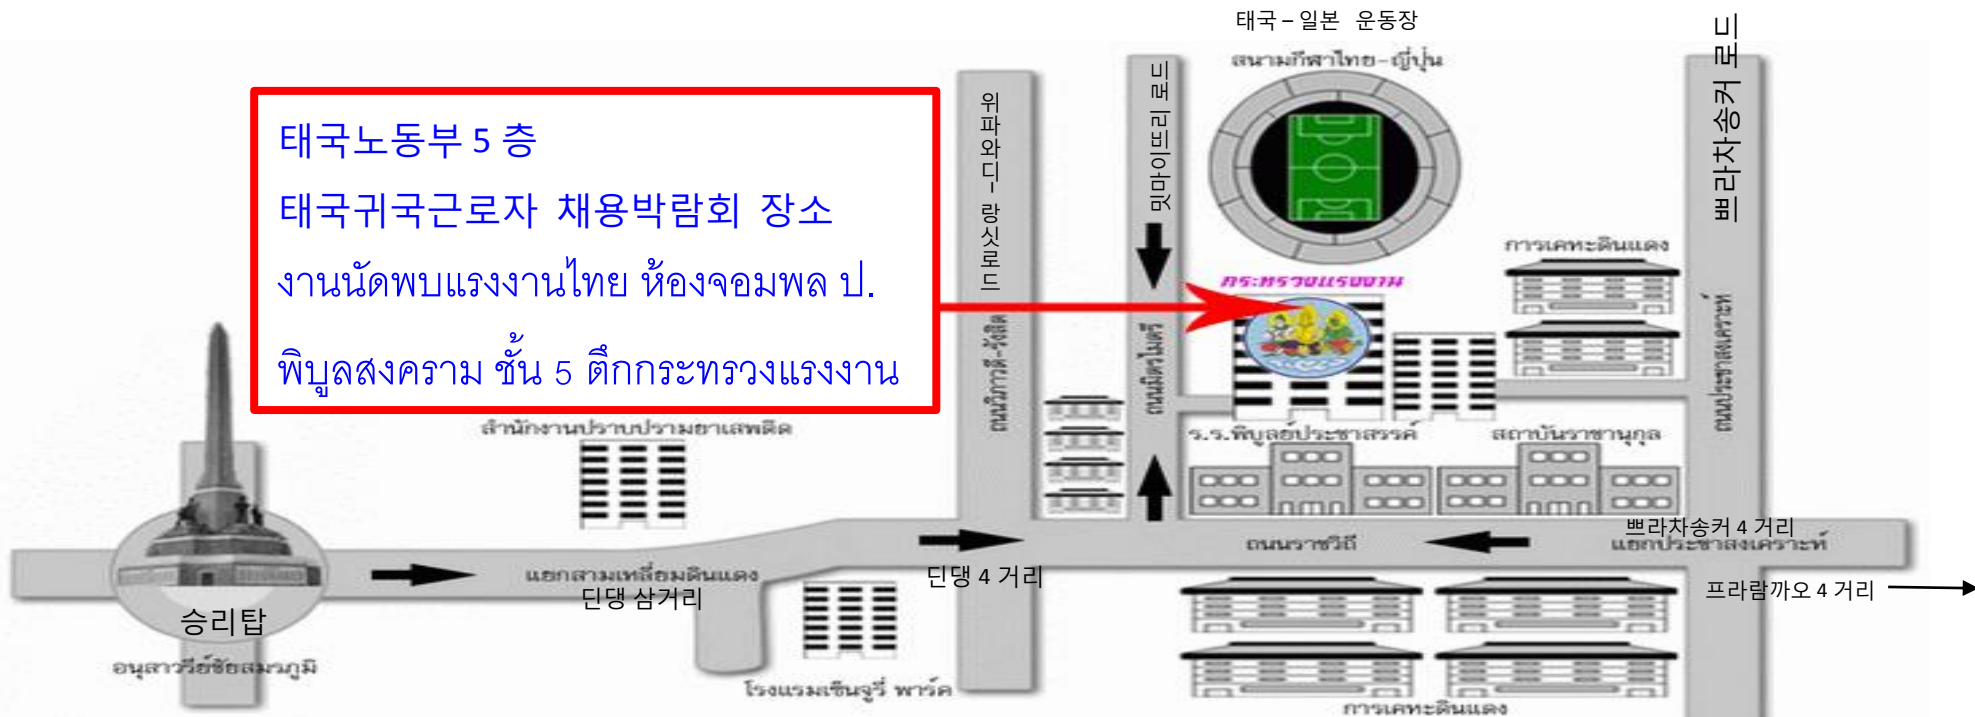 태국 – 일본 운동장
สนามกีฬาไทย-ญี่ปุ่น
태국노동부 5 층
태국귀국근로자 채용박람회 장소
งานนัดพบแรงงานไทย ห้องจอมพล ป.
พิบูลสงคราม ชั้น 5 ตึกกระทรวงแรงงาน
위파와디- 랑싯로드
ถนนวิภาวดี-รังสิต
밋마이뜨리 로드
ถนนมิตรไมตรี
쁘라차송커 로드
ถนนประชาสงเคราะห์
การเคหะดินแดง
กระทรวงแรงงาน
สำนักงานปราบปรามยาเสพติด
ร.ร.พิบูลย์ประชาสรรค์
สถาบันราชานุกูล
쁘라차송커 4 거리
แยกประชาสงเคราะห์
ถนนราชวิถี
แยกสามเหลี่ยมดินแดง
딘댕 삼거리
딘댕 4 거리
프라람까오 4 거리
승리탑
อนุสาวรีย์ชัยสมรภูมิ
โรงแรมเซ็นจูรี่ พาร์ค
การเคหะดินแดง